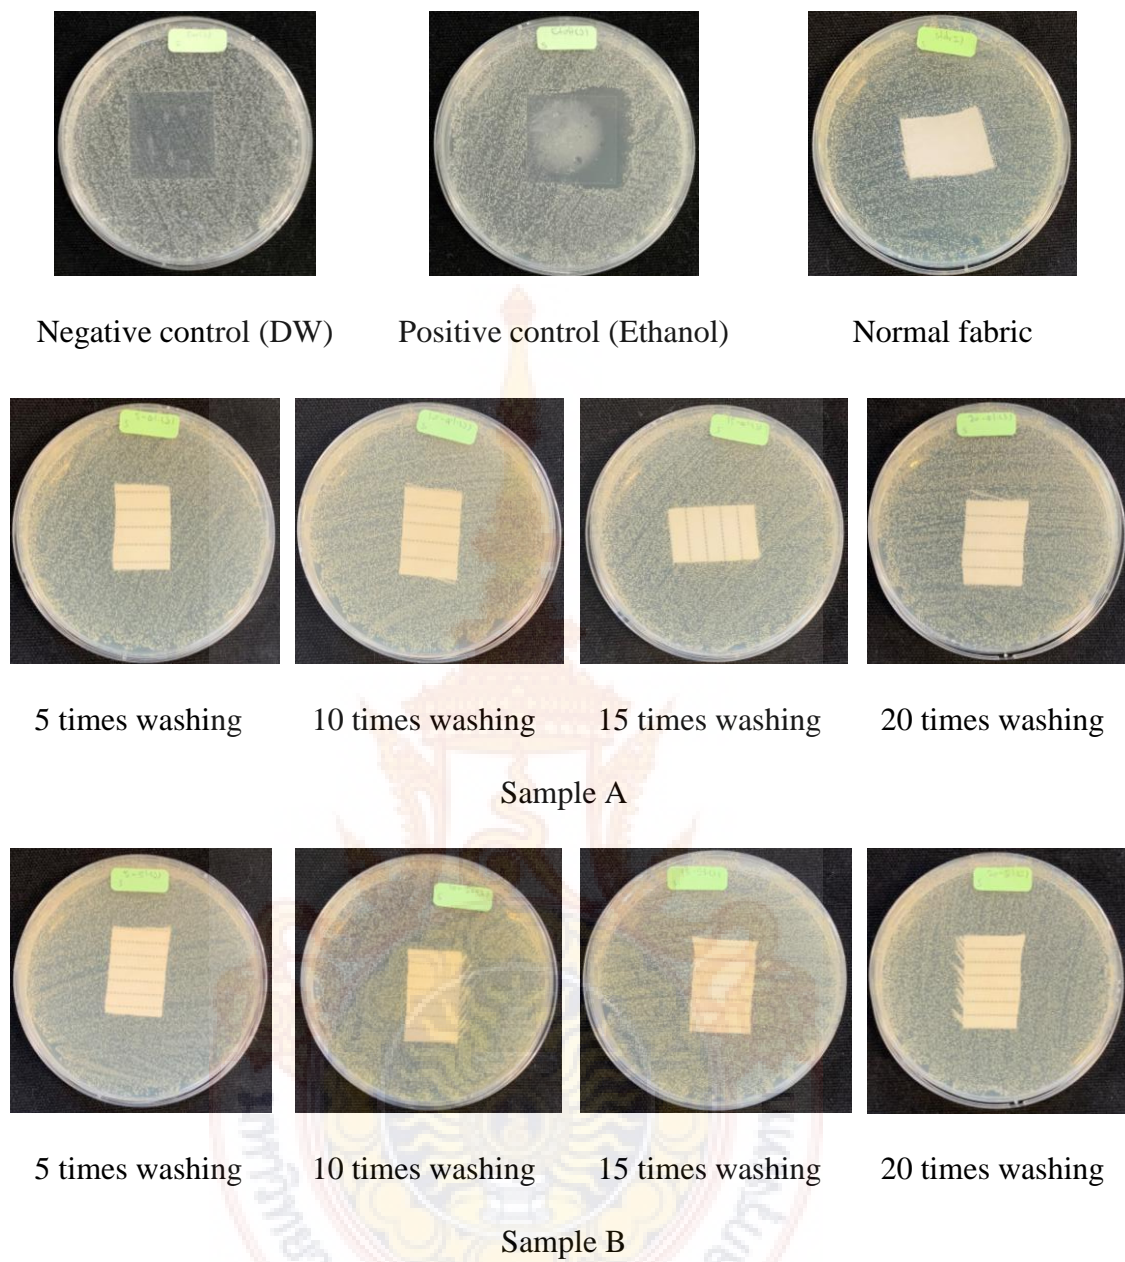 Negative control (DW)
Positive control (Ethanol)
Normal fabric
5 times washing
10 times washing
15 times washing
20 times washing
Sample A
5 times washing
10 times washing
15 times washing
20 times washing
Sample B